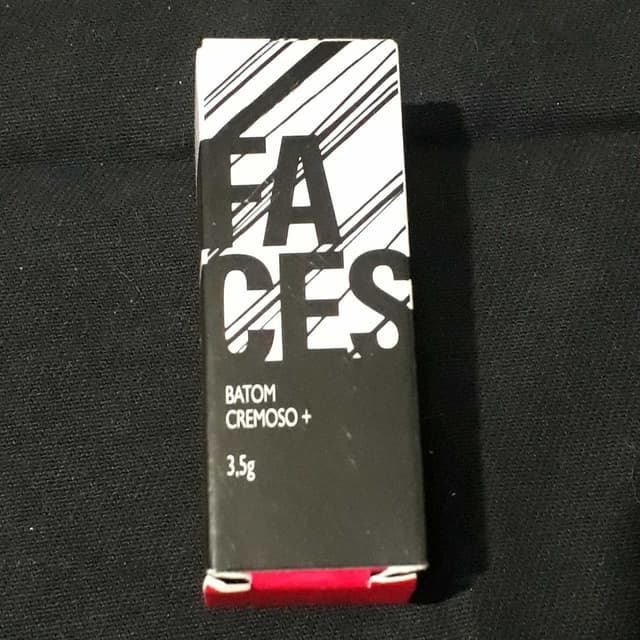 FA
CES
BATOM
CREMOSO +
3,5g